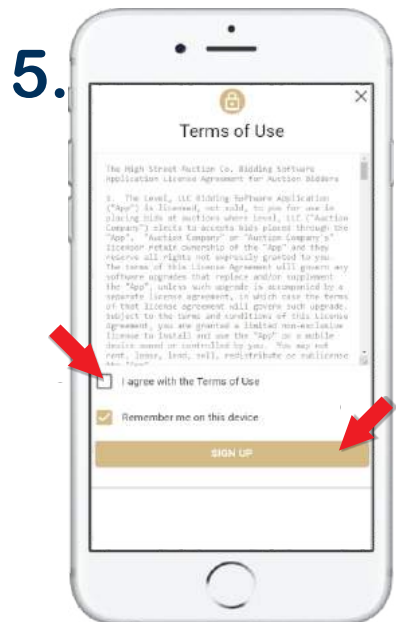 5.
Terms of Use
The High Street Auction Co. Bidding Software
Application License Agreement for Auction Bidders
1. The Level, LLC Bidding Software Application
("App") is licensed, not sold, to you for use in
placing bids at auctions where Level, LLC ("Auction
Company") elects to accepts bids placed through the
"App". "Auction Company" or "Auction Company's"
licensor retain ownership of the "App" and they
reserve all rights not expressly granted to you.
The terms of this License Agreement will govern any
software upgrades that replace and/or supplement
the "App", unless such upgrade is accompanied by a
separate license agreement, in which case the terms
of that license agreement will govern such upgrade.
Subject to the terms and conditions of this License
Agreement, you are granted a limited non-exclusive
license to install and use the "App" on a mobile
device owned or controlled by you. You may not
rent, lease, lend, sell, redistribute or sublicense
the "App"
I agree with the Terms of Use
Remember me on this device
SIGN UP